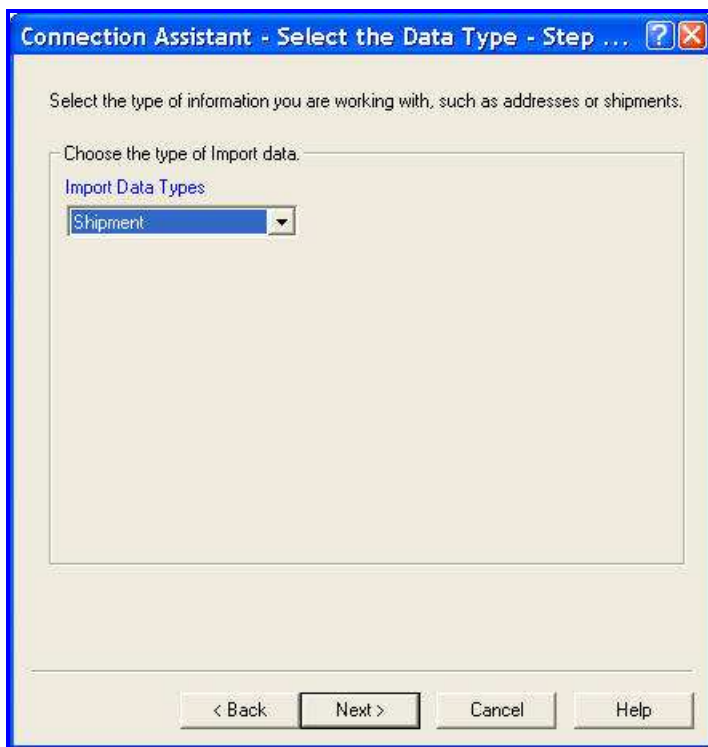 Connection Assistant - Select the Data Type - Step ...
Select the type of information you are working with, such as addresses or shipments.
Choose the type of Import data.
Import Data Types
Shipment
< Back Next > Cancel Help